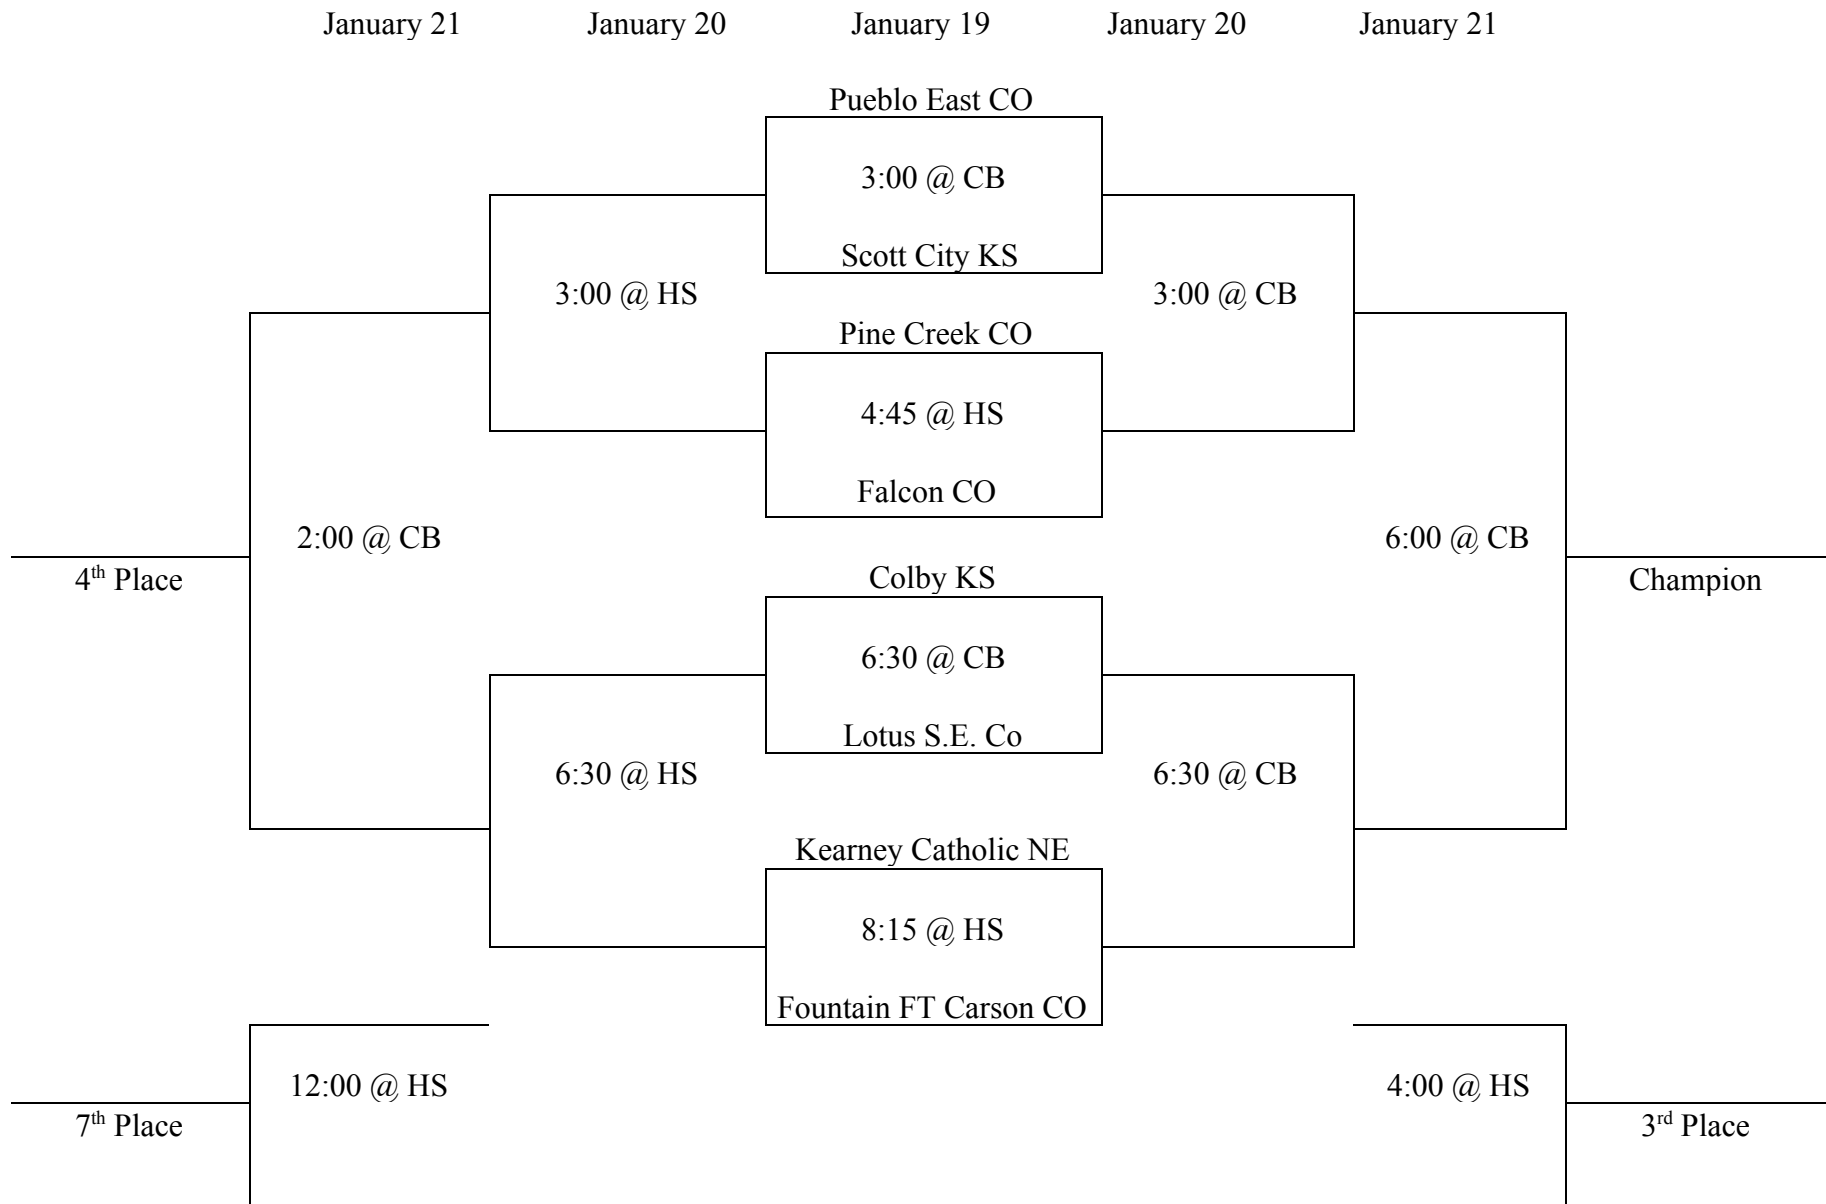 January 21 January 20 January 19 January 20 January 21
Pueblo East CO
3:00 @ CB
Scott City KS
3:00 @ HS 3:00 @ CB
Pine Creek CO
4:45 @ HS
Falcon CO
2:00 @ CB 6:00 @ CB
4th Place Colby KS Champion
6:30 @ CB
Lotus S.E. Co
6:30 @ HS 6:30 @ CB
Kearney Catholic NE
8:15 @ HS
Fountain FT Carson CO
12:00 @ HS 4:00 @ HS
7th Place 3rd Place